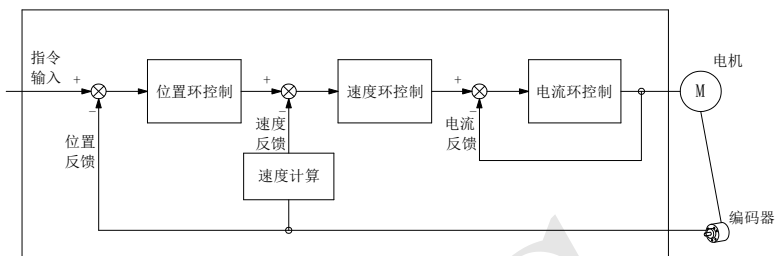 指令
输入
+
−
位置环控制
+
−
速度环控制
+
−
电流环控制
电机
M
位置
反馈
速度
反馈
电流
反馈
速度计算
编码器